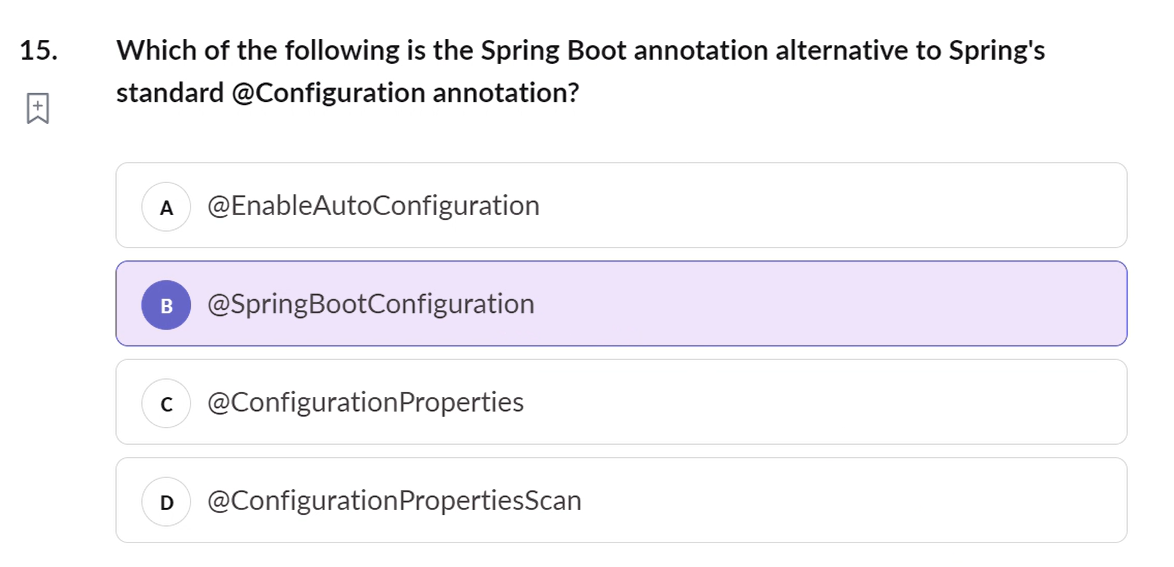 15. Which of the following is the Spring Boot annotation alternative to Spring's
standard @Configuration annotation?
A @EnableAutoConfiguration
B @SpringBootConfiguration
C @ConfigurationProperties
D @ConfigurationPropertiesScan